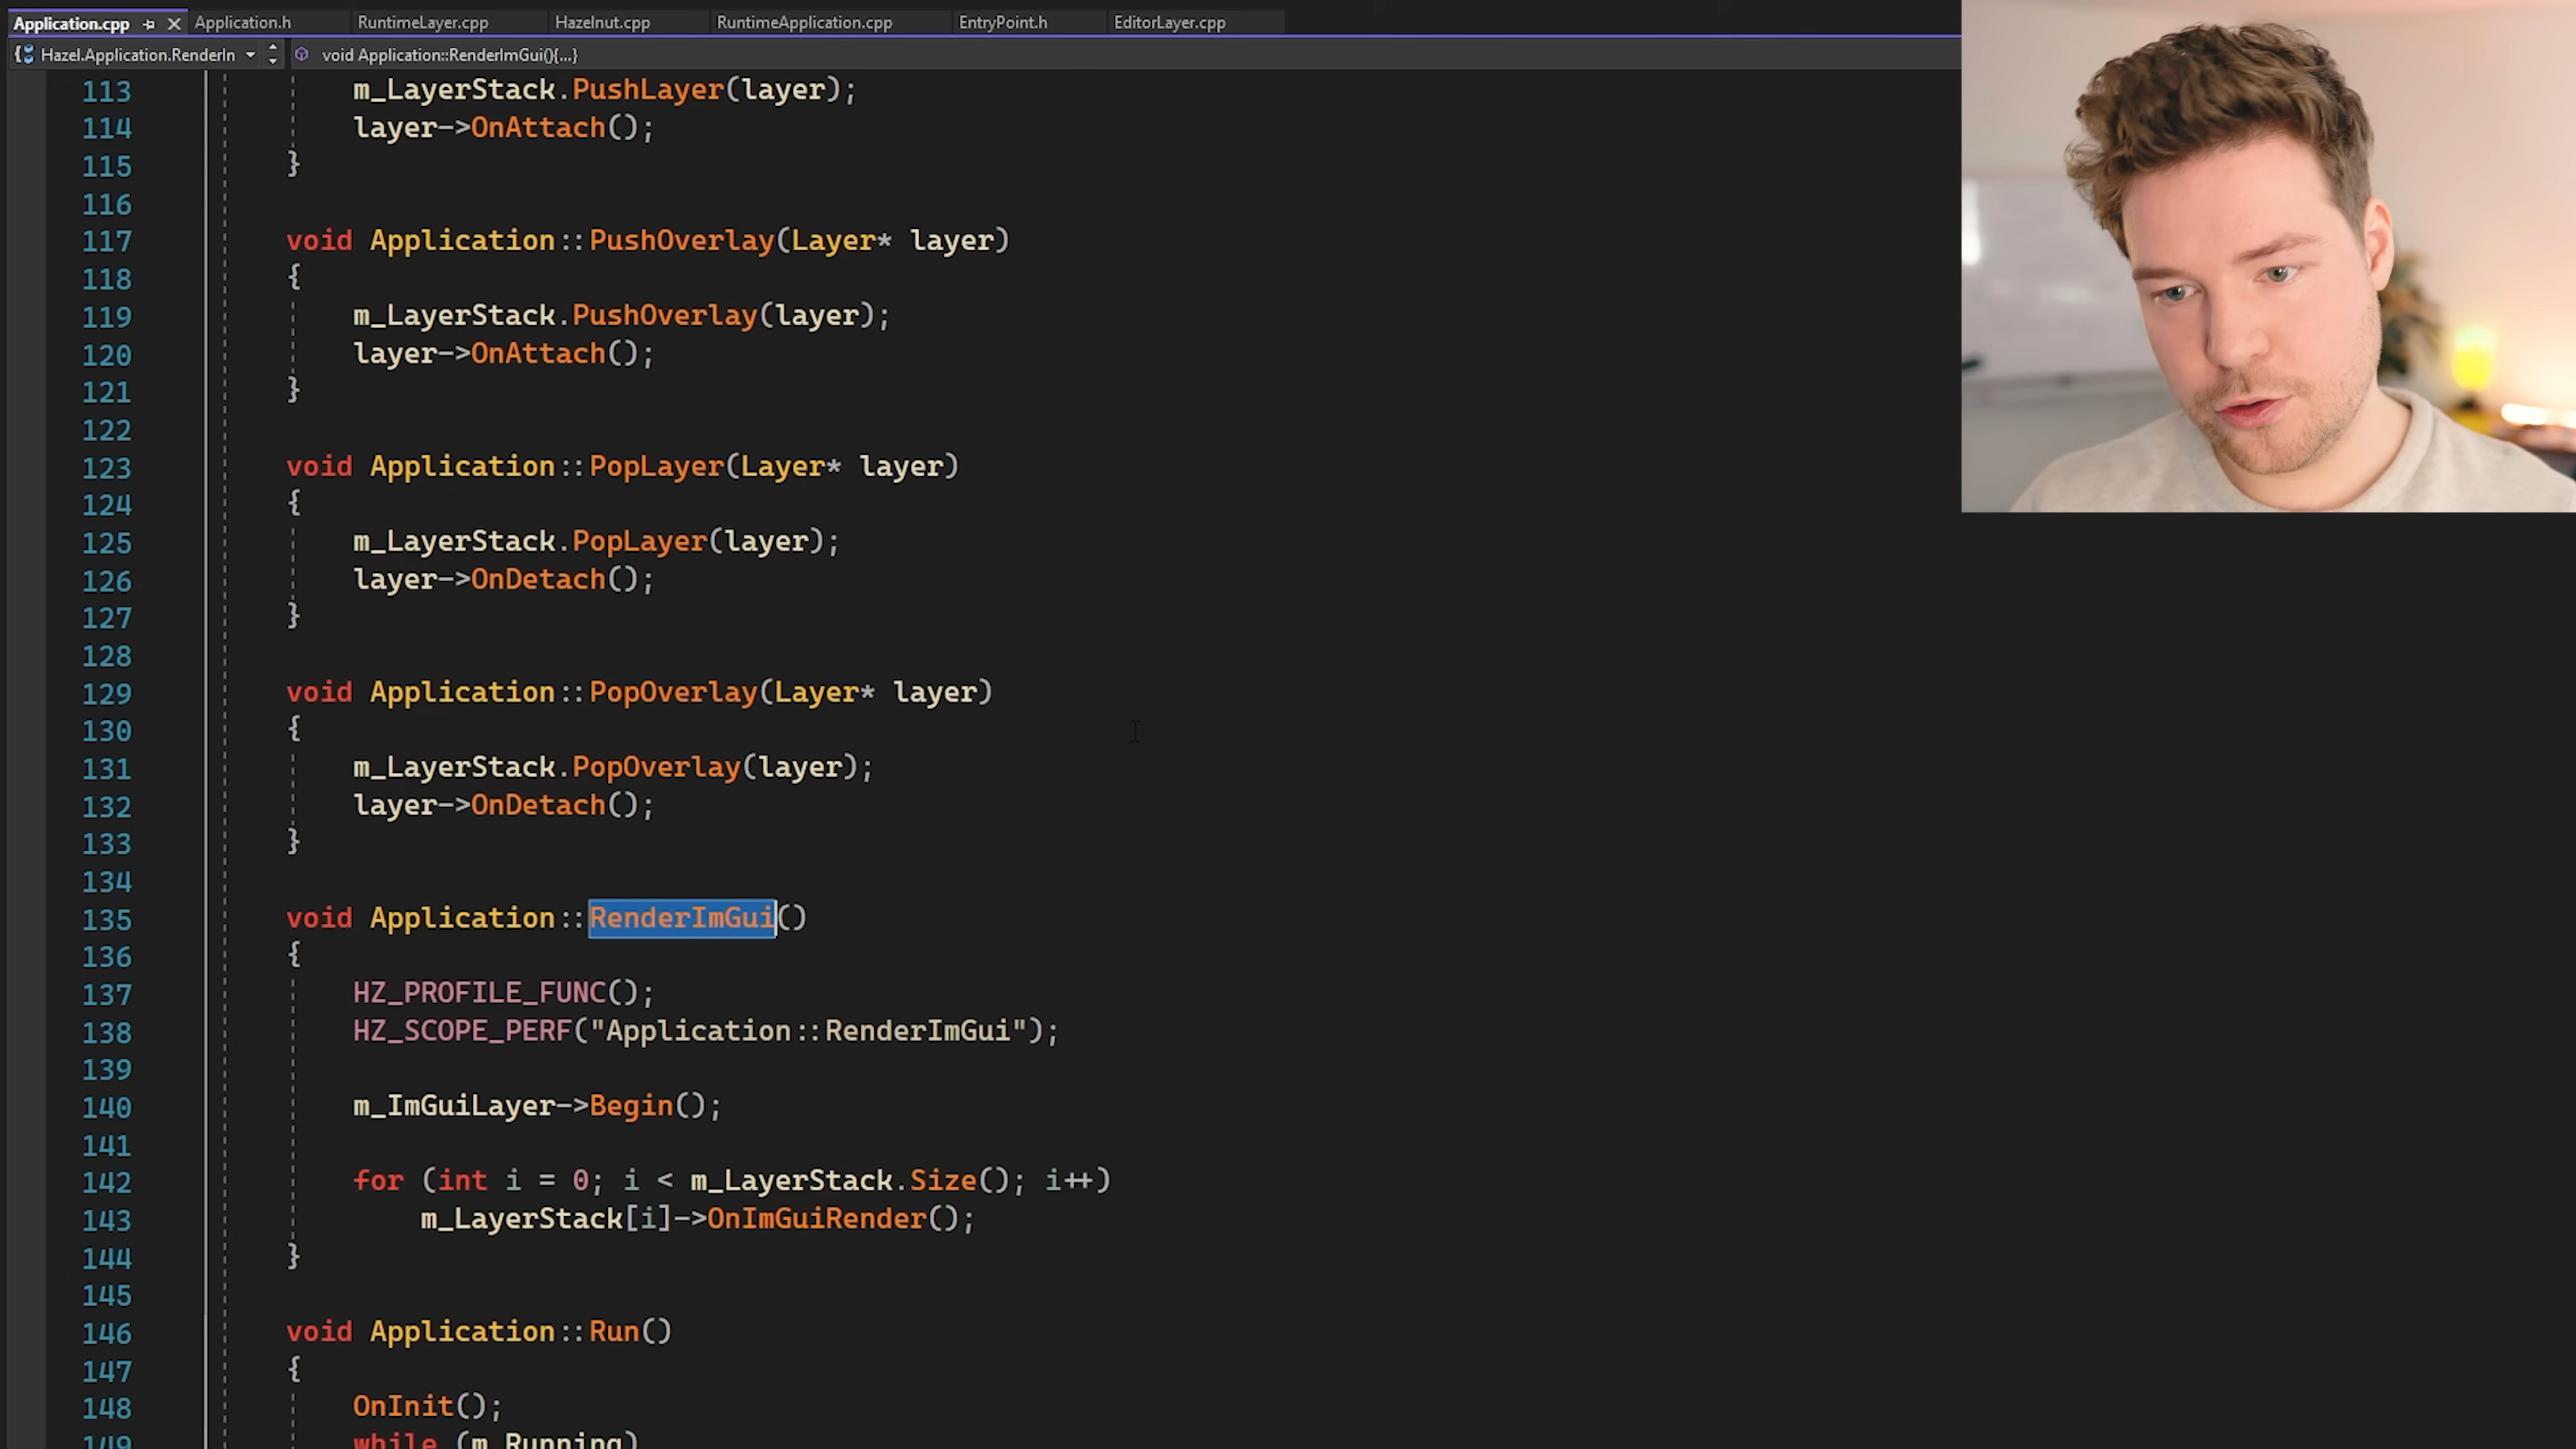 Application.cpp Application.h RuntimeLayer.cpp Hazelnut.cpp RuntimeApplication.cpp EntryPoint.h EditorLayer.cpp
Hazel.Application.RenderIn void Application::RenderImGui(){...}
113 m_LayerStack.PushLayer(layer);
114 layer->OnAttach();
115 }
116
117 void Application::PushOverlay(Layer* layer)
118 {
119 m_LayerStack.PushOverlay(layer);
120 layer->OnAttach();
121 }
122
123 void Application::PopLayer(Layer* layer)
124 {
125 m_LayerStack.PopLayer(layer);
126 layer->OnDetach();
127 }
128
129 void Application::PopOverlay(Layer* layer)
130 {
131 m_LayerStack.PopOverlay(layer);
132 layer->OnDetach();
133 }
134
135 void Application::RenderImGui()
136 {
137 HZ_PROFILE_FUNC();
138 HZ_SCOPE_PERF("Application::RenderImGui");
139
140 m_ImGuiLayer->Begin();
141
142 for (int i = 0; i < m_LayerStack.Size(); i++)
143 m_LayerStack[i]->OnImGuiRender();
144 }
145
146 void Application::Run()
147 {
148 OnInit();
149 while (m_Running)